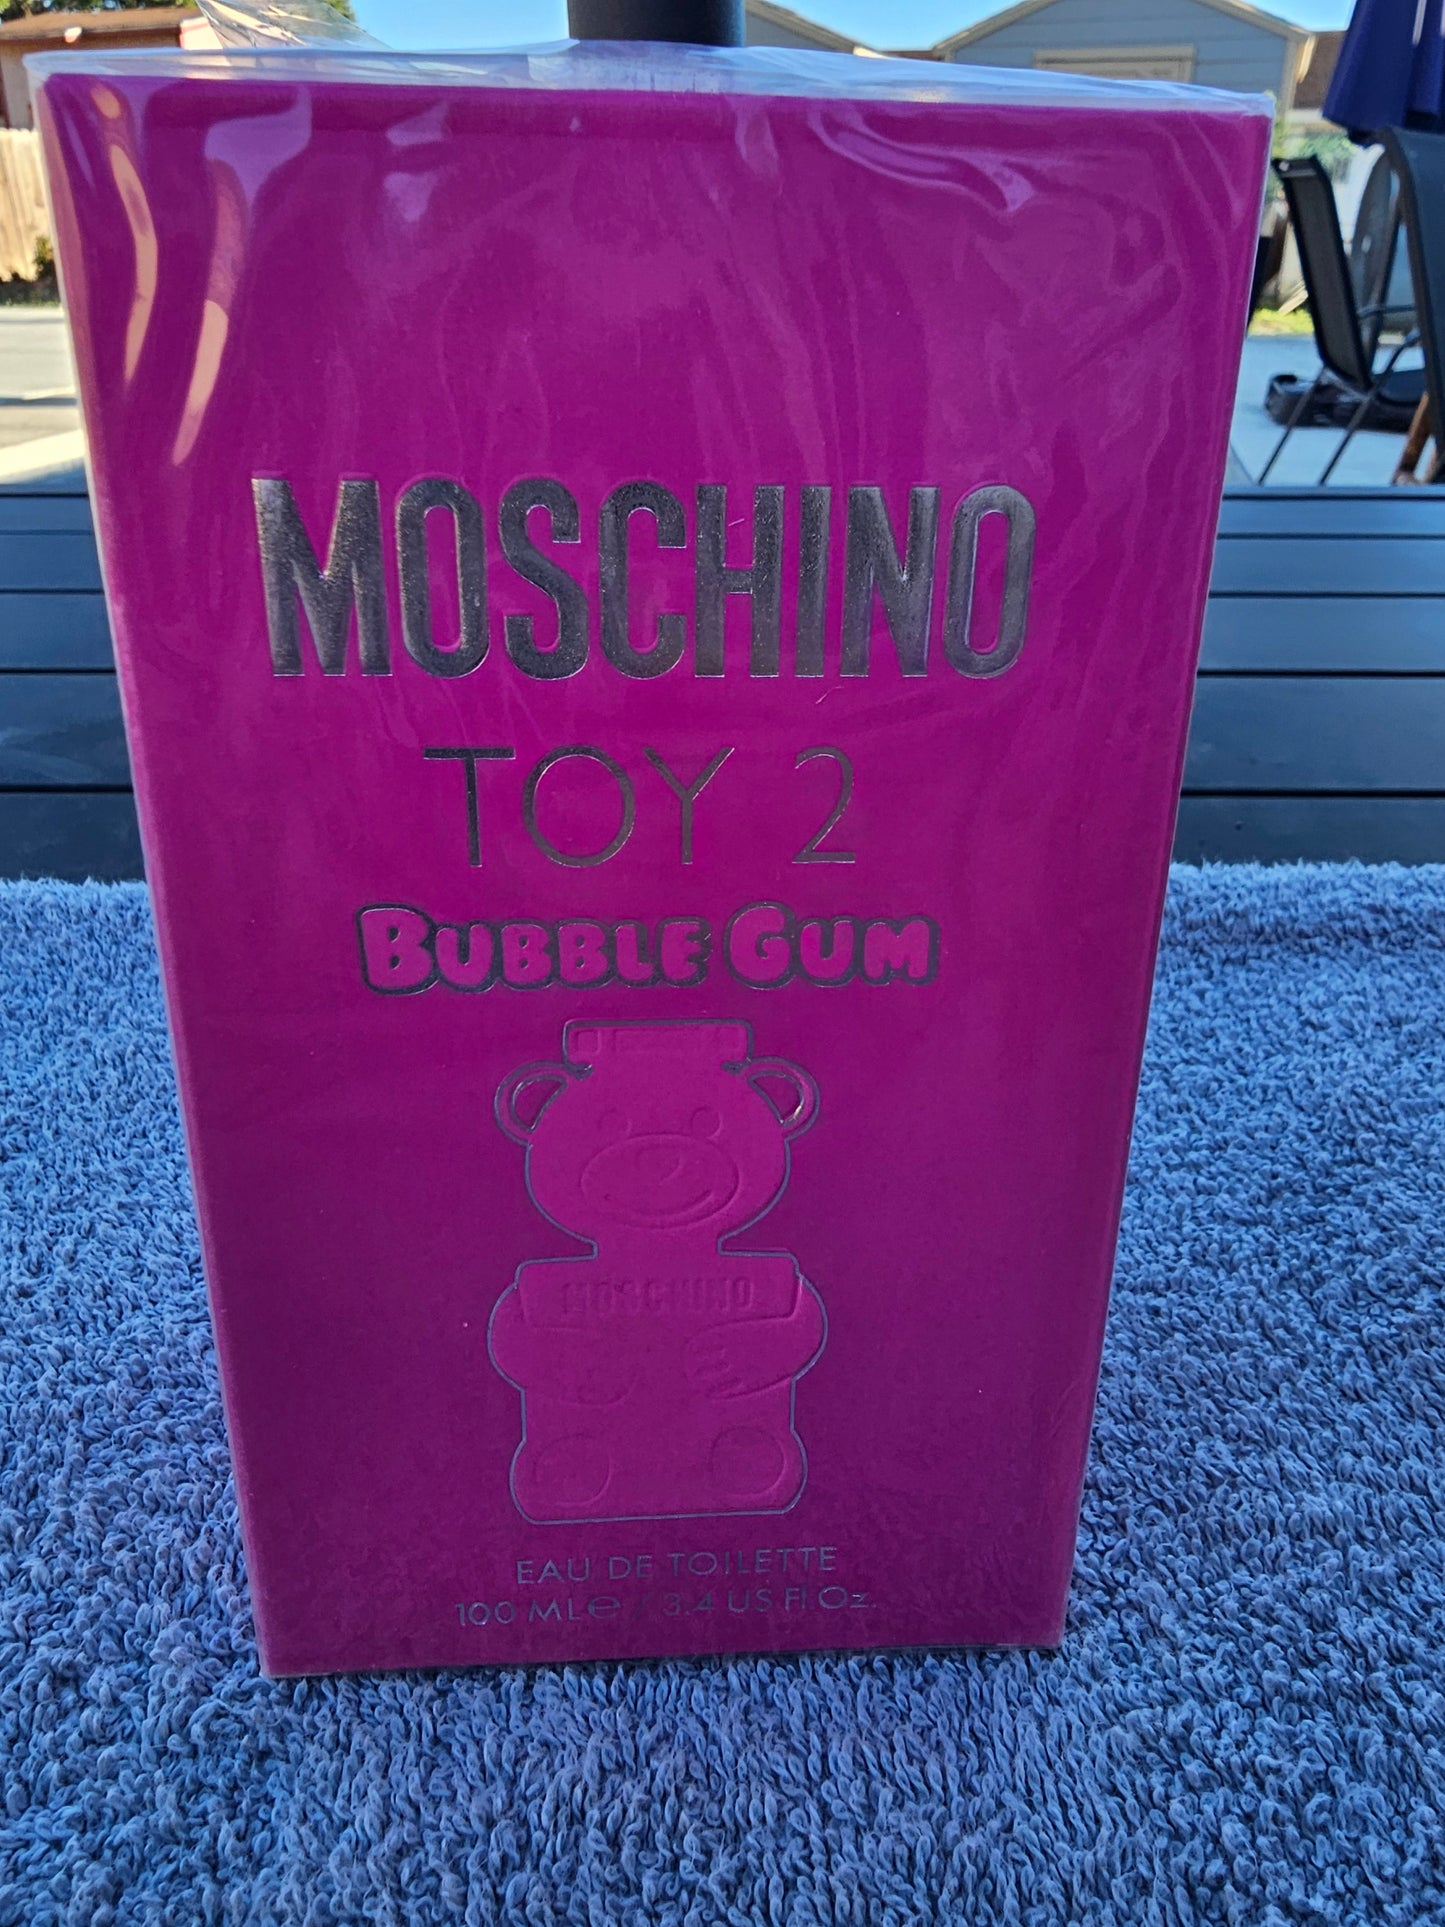 MOSCHINO
TOY 2
BUBBLE GUM
MOSCHINO
EAU DE TOILETTE
100 ML ℮ / 3.4 US Fl Oz.